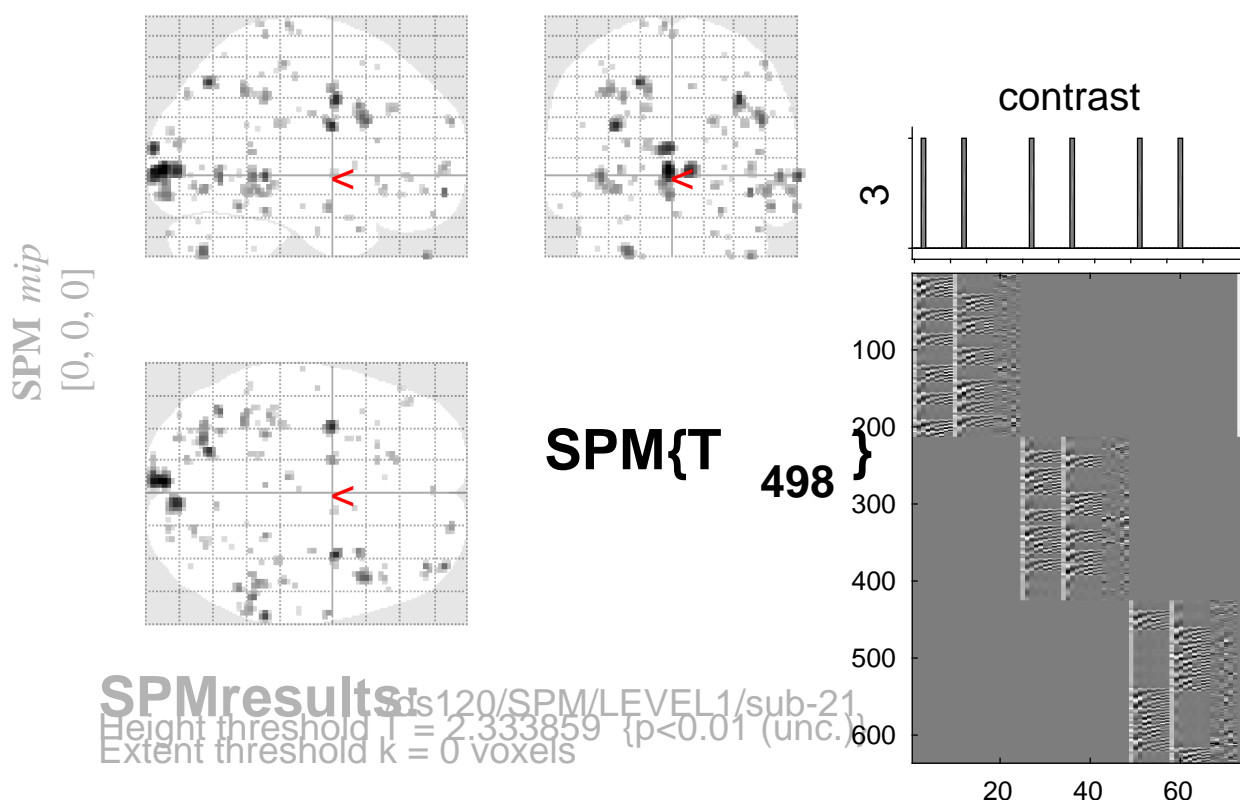 SPM mip
[0, 0, 0]
<
<
<
SPM{T498}
contrast
3
100
200
300
400
500
600
20 40 60
SPMresults: /ds120/SPM/LEVEL1/sub-21
Height threshold T = 2.333859 {p<0.01 (unc.)}
Extent threshold k = 0 voxels